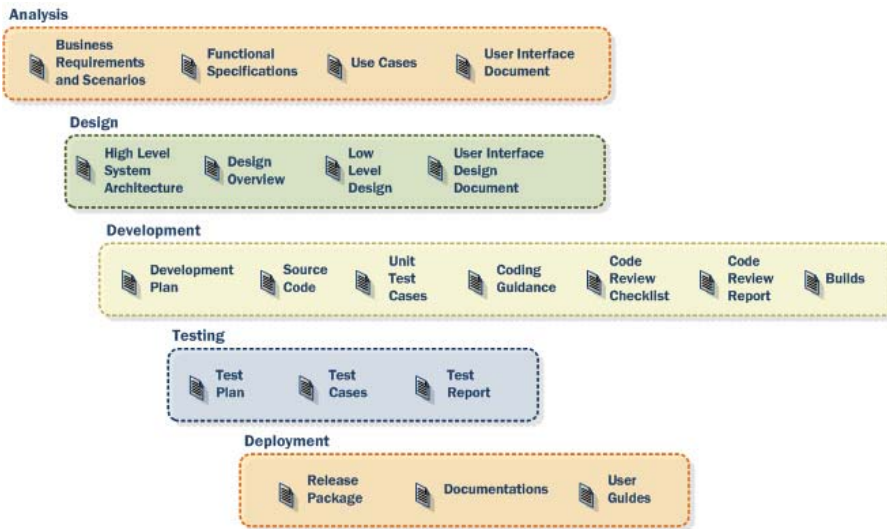 Analysis
Business
Requirements
and Scenarios
Functional
Specifications
Use Cases
User Interface
Document
Design
High Level
System
Architecture
Design
Overview
Low
Level
Design
User Interface
Design
Document
Development
Development
Plan
Source
Code
Unit
Test
Cases
Coding
Guidance
Code
Review
Checklist
Code
Review
Report
Builds
Testing
Test
Plan
Test
Cases
Test
Report
Deployment
Release
Package
Documentations
User
Guides